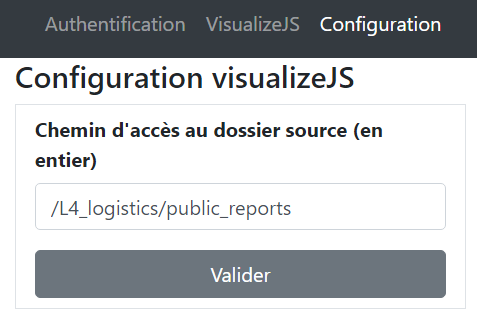 Authentification VisualizeJS Configuration
Configuration visualizeJS
Chemin d'accès au dossier source (en
entier)
/L4_logistics/public_reports
Valider